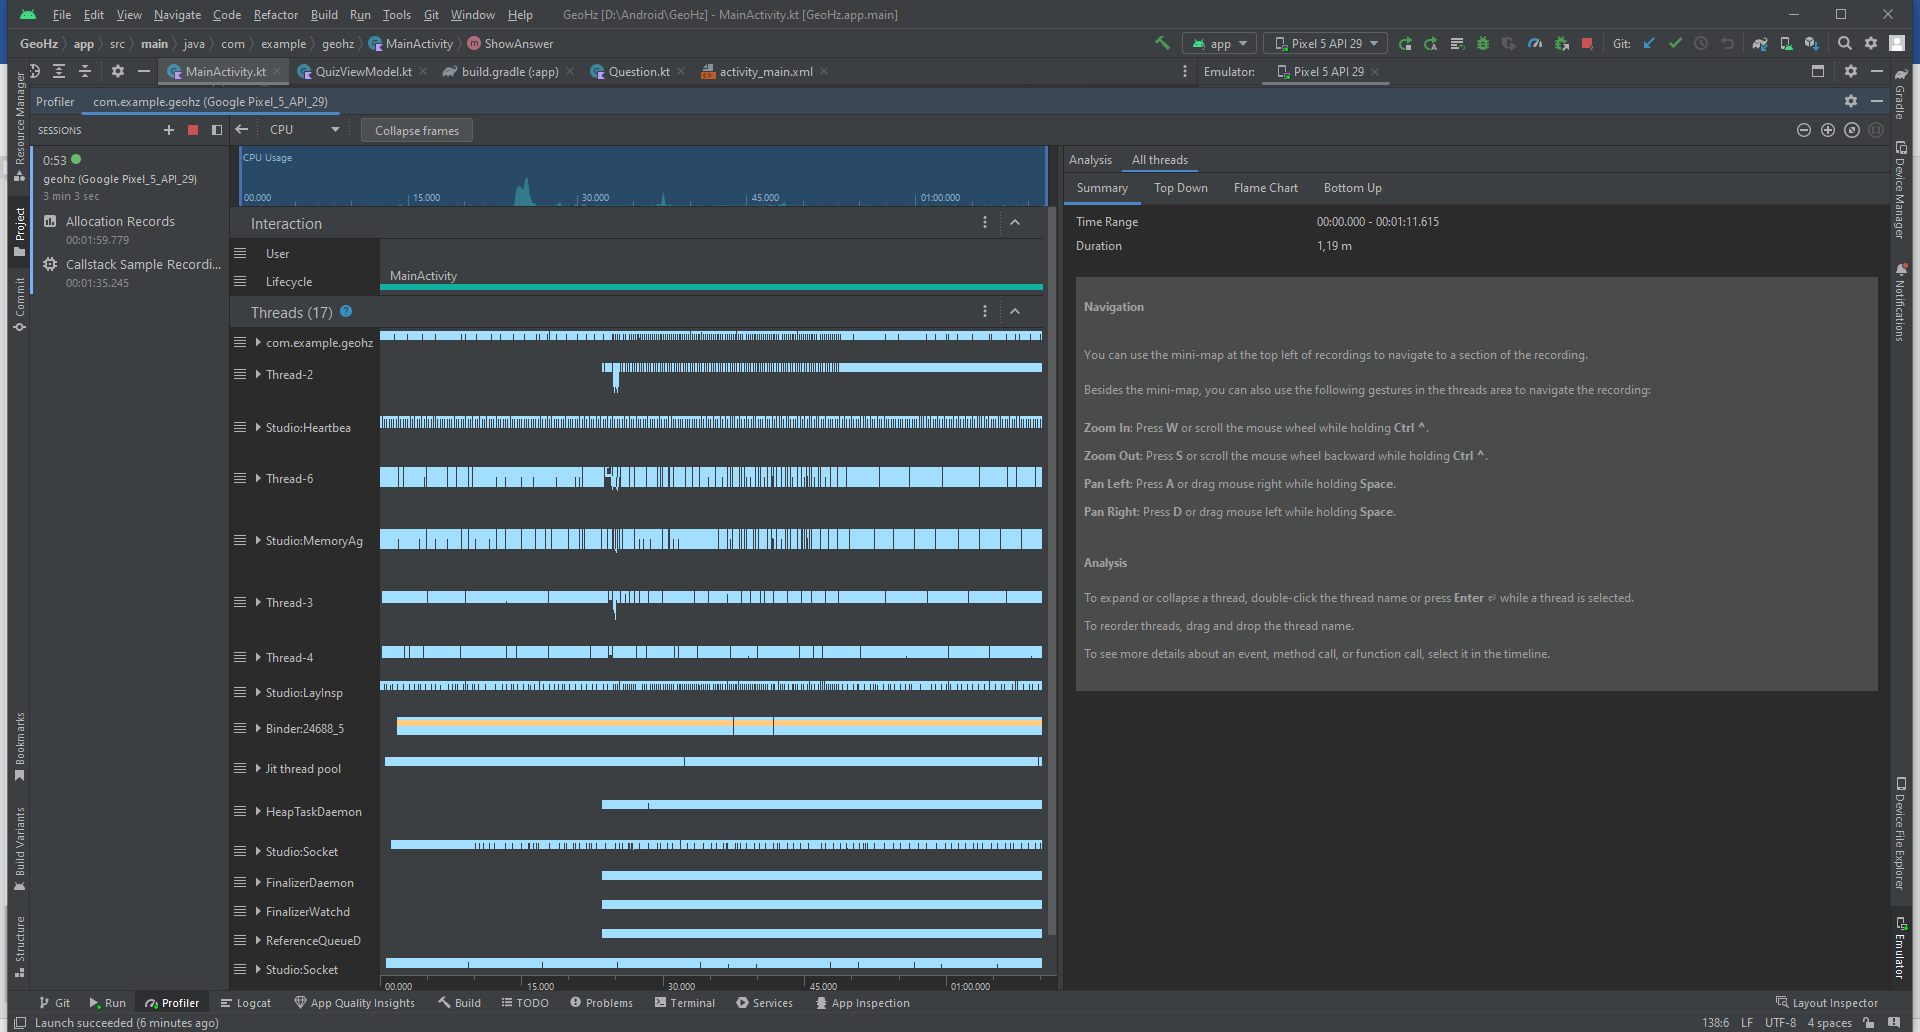 File Edit View Navigate Code Refactor Build Run Tools Git Window Help GeoHz [D:\Android\GeoHz] - MainActivity.kt [GeoHz.app.main]
GeoHz app src main java com example geohz MainActivity ShowAnswer app Pixel 5 API 29 Git:
MainActivity.kt QuizViewModel.kt build.gradle (:app) Question.kt activity_main.xml Emulator: Pixel 5 API 29
Profiler com.example.geohz (Google Pixel_5_API_29)
SESSIONS CPU Collapse frames
0:53
geohz (Google Pixel_5_API_29)
3 min 3 sec
Allocation Records
00:01:59.779
Callstack Sample Recordi...
00:01:35.245
CPU Usage
00.000 15.000 30.000 45.000 01:00.000
Interaction
User
Lifecycle
MainActivity
Threads (17)
com.example.geohz
Thread-2
Studio:Heartbea
Thread-6
Studio:MemoryAg
Thread-3
Thread-4
Studio:LayInsp
Binder:24688_5
Jit thread pool
HeapTaskDaemon
Studio:Socket
FinalizerDaemon
FinalizerWatchd
ReferenceQueueD
Studio:Socket
00.000 15.000 30.000 45.000 01:00.000
Analysis All threads
Summary Top Down Flame Chart Bottom Up
Time Range 00:00.000 - 00:01:11.615
Duration 1,19 m
Navigation
You can use the mini-map at the top left of recordings to navigate to a section of the recording.
Besides the mini-map, you can also use the following gestures in the threads area to navigate the recording:
Zoom In: Press W or scroll the mouse wheel while holding Ctrl ⌃.
Zoom Out: Press S or scroll the mouse wheel backward while holding Ctrl ⌃.
Pan Left: Press A or drag mouse right while holding Space.
Pan Right: Press D or drag mouse left while holding Space.
Analysis
To expand or collapse a thread, double-click the thread name or press Enter ⏎ while a thread is selected.
To reorder threads, drag and drop the thread name.
To see more details about an event, method call, or function call, select it in the timeline.
Resource Manager
Project
Commit
Bookmarks
Build Variants
Structure
Gradle
Device Manager
Notifications
Device File Explorer
Emulator
Git Run Profiler Logcat App Quality Insights Build TODO Problems Terminal Services App Inspection Layout Inspector
Launch succeeded (6 minutes ago) 138:6 LF UTF-8 4 spaces